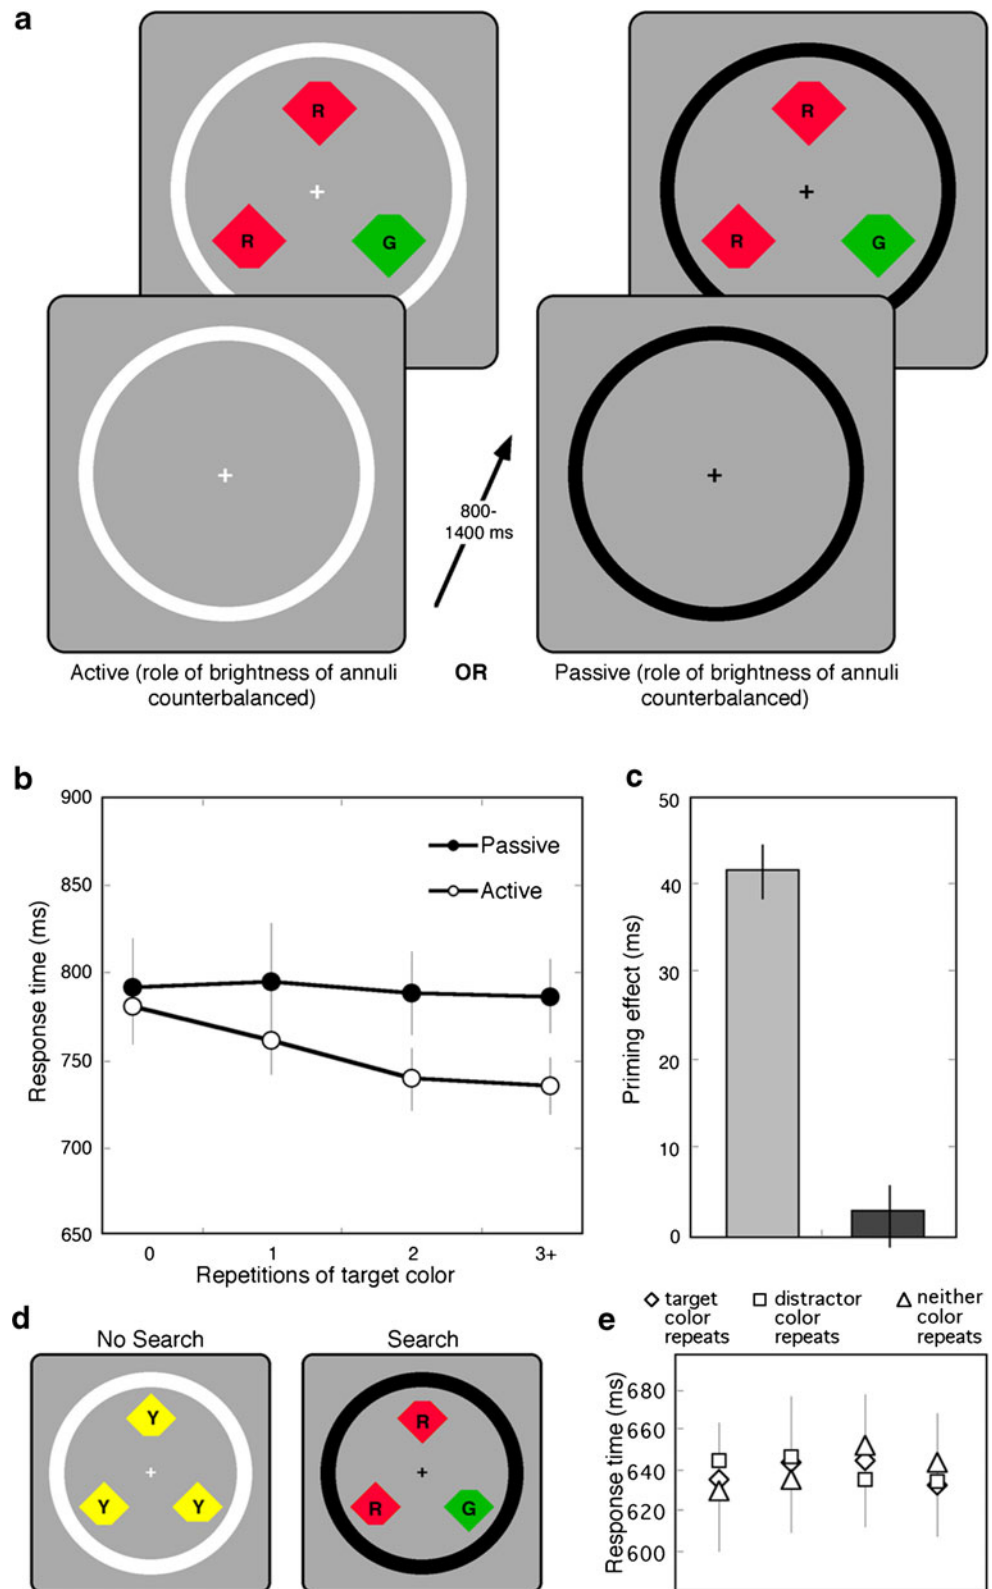 a
R
R
G
R
R
G
800-
1400 ms
Active (role of brightness of annuli
counterbalanced)
OR
Passive (role of brightness of annuli
counterbalanced)
b
900
850
800
750
700
650
Response time (ms)
Passive
Active
0 1 2 3+
Repetitions of target color
c
50
40
30
20
10
0
Priming effect (ms)
d
No Search
Y
Y
Y
Search
R
R
G
e
target
color
repeats
distractor
color
repeats
neither
color
repeats
680
660
640
620
600
Response time (ms)